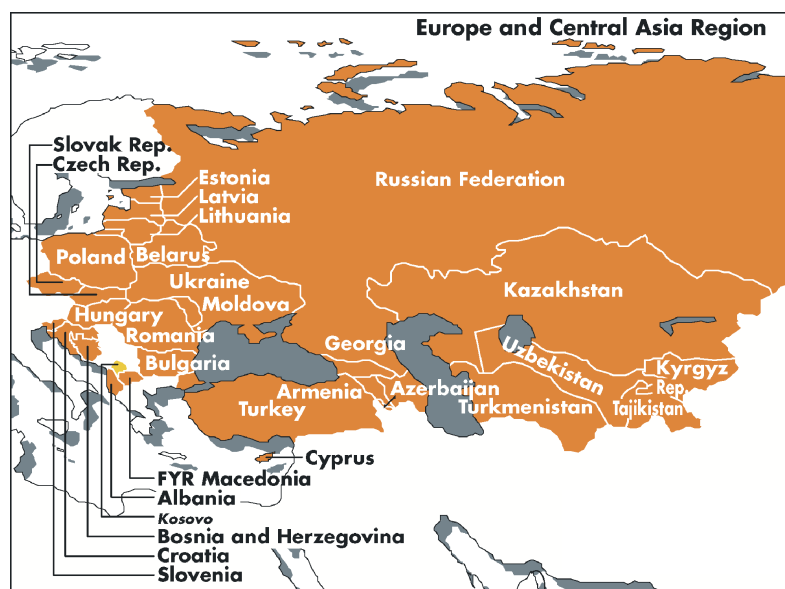 Europe and Central Asia Region
Slovak Rep.
Czech Rep.
Estonia
Latvia
Lithuania
Russian Federation
Poland
Belarus
Ukraine
Moldova
Kazakhstan
Hungary
Romania
Georgia
Uzbekistan
Bulgaria
Kyrgyz
Rep.
Armenia
Azerbaijan
Turkey
Turkmenistan
Tajikistan
Cyprus
FYR Macedonia
Albania
Kosovo
Bosnia and Herzegovina
Croatia
Slovenia